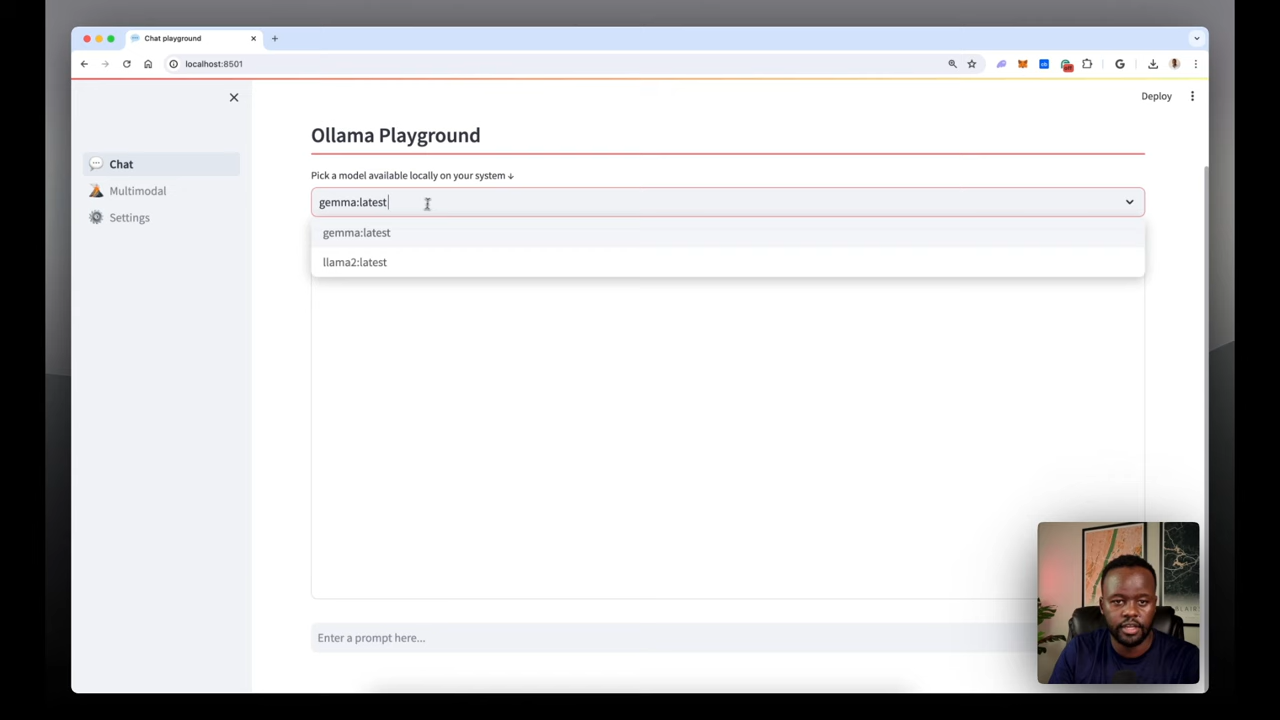 Chat playground
localhost:8501
Deploy
Chat
Multimodal
Settings
Ollama Playground
Pick a model available locally on your system ↓
gemma:latest
gemma:latest
llama2:latest
Enter a prompt here...